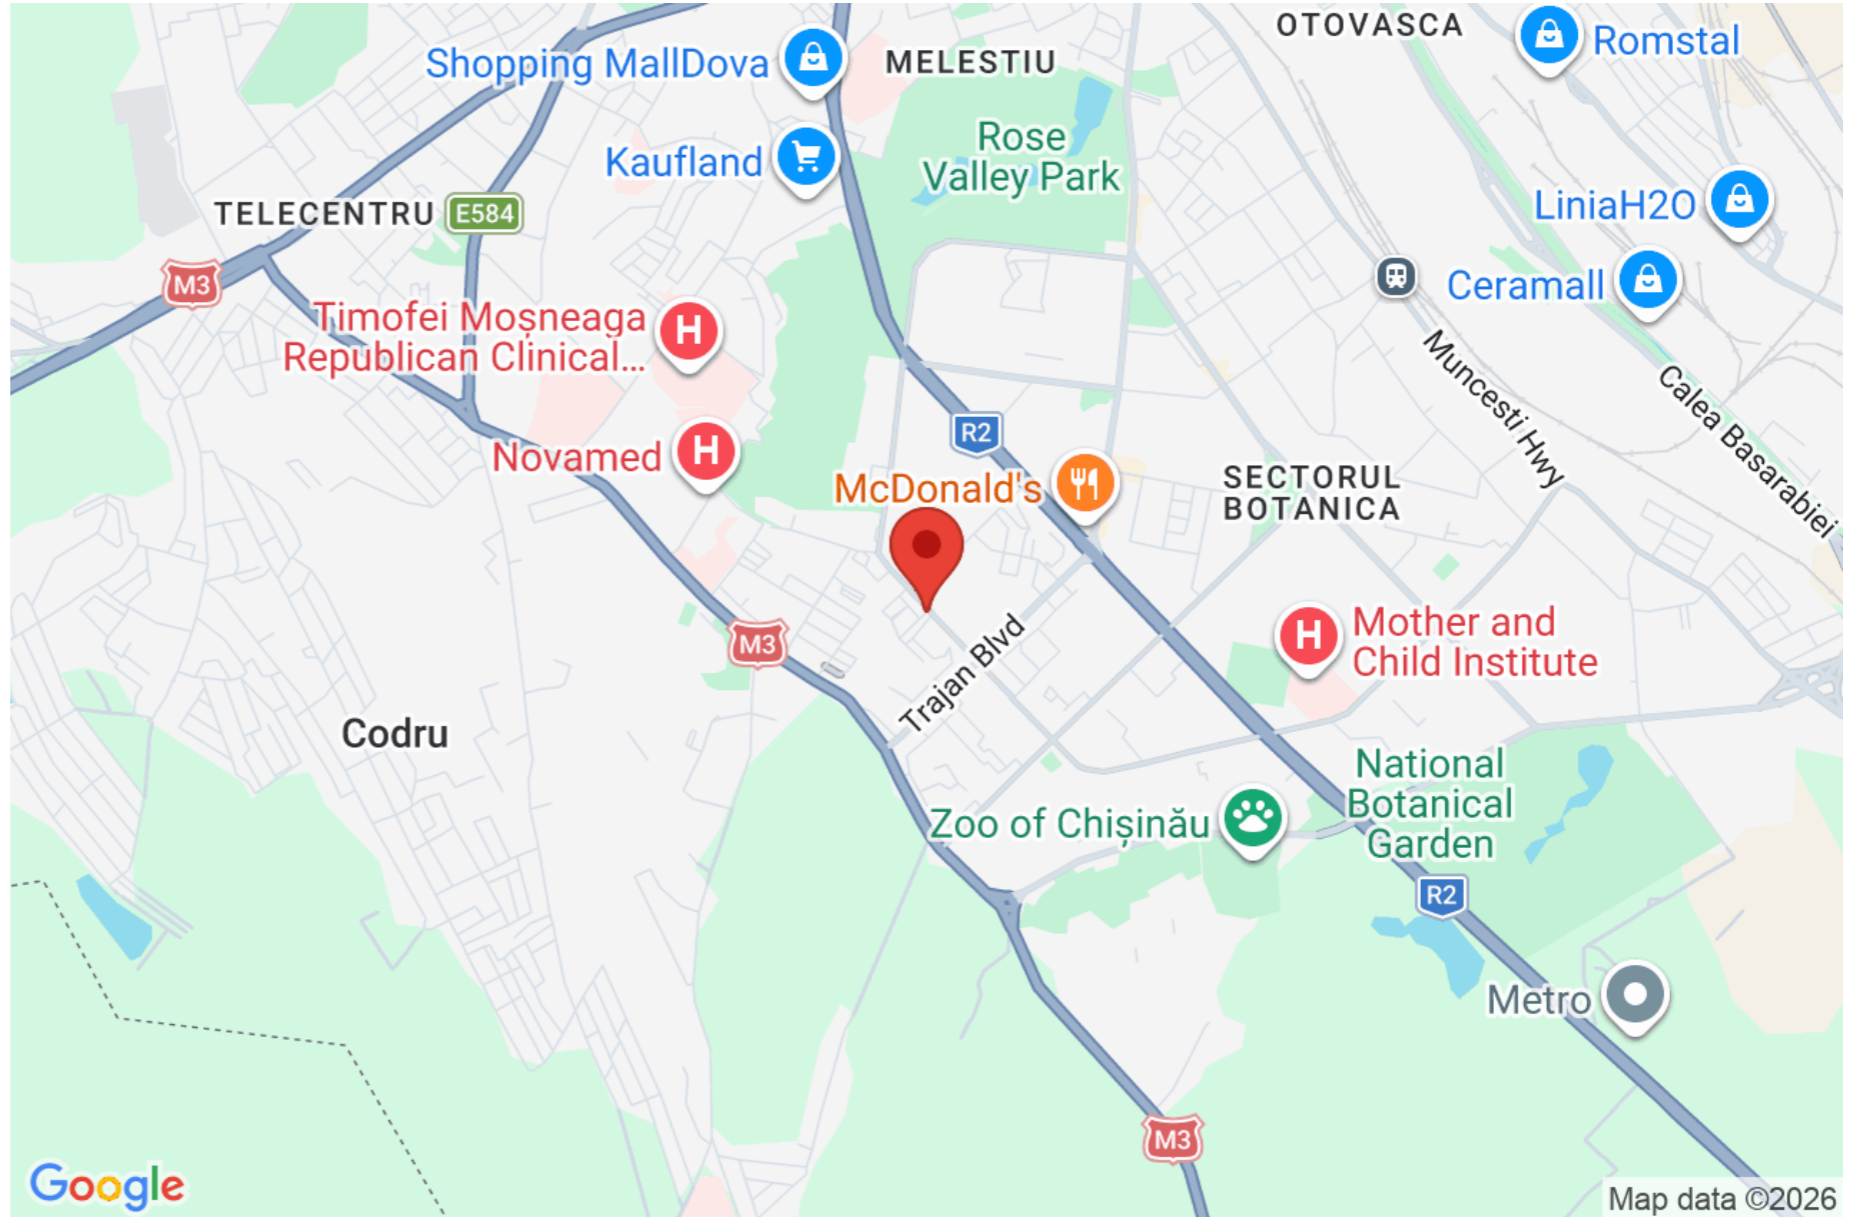 OTOVASCA
Romstal
Shopping MallDova
MELESTIU
Rose
Valley Park
Kaufland
TELECENTRU
E584
LiniaH2O
M3
Ceramall
Timofei Moșneaga
Republican Clinical...
Muncesti Hwy
Calea Basarabiei
R2
Novamed
McDonald's
SECTORUL
BOTANICA
M3
Mother and
Child Institute
Trajan Blvd
Codru
National
Botanical
Garden
Zoo of Chișinău
R2
Metro
M3
Google
Map data ©2026